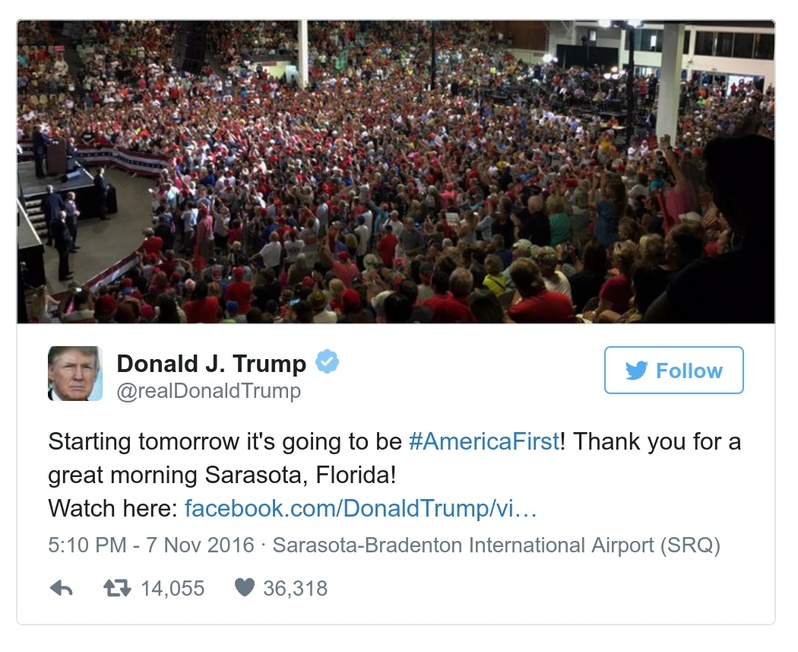 Donald J. Trump
@realDonaldTrump
Follow
Starting tomorrow it's going to be #AmericaFirst! Thank you for a
great morning Sarasota, Florida!
Watch here: facebook.com/DonaldTrump/vi…
5:10 PM - 7 Nov 2016 · Sarasota-Bradenton International Airport (SRQ)
14,055 36,318